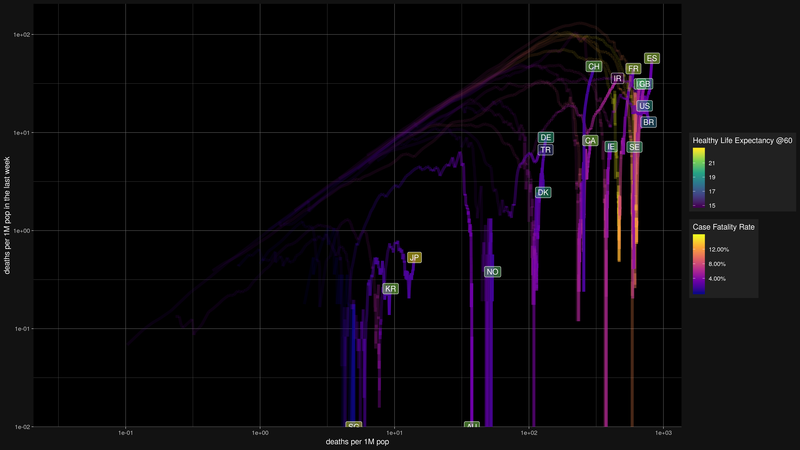 1e+02
1e+01
1e+00
1e-01
1e-02
deaths per 1M pop in the last week
ES
FR
CH
IR
GB
US
BR
DE
CA
IE
SE
TR
DK
JP
NO
KR
SG
AU
1e-01
1e+00
1e+01
1e+02
1e+03
deaths per 1M pop
Healthy Life Expectancy @60
21
19
17
15
Case Fatality Rate
12.00%
8.00%
4.00%